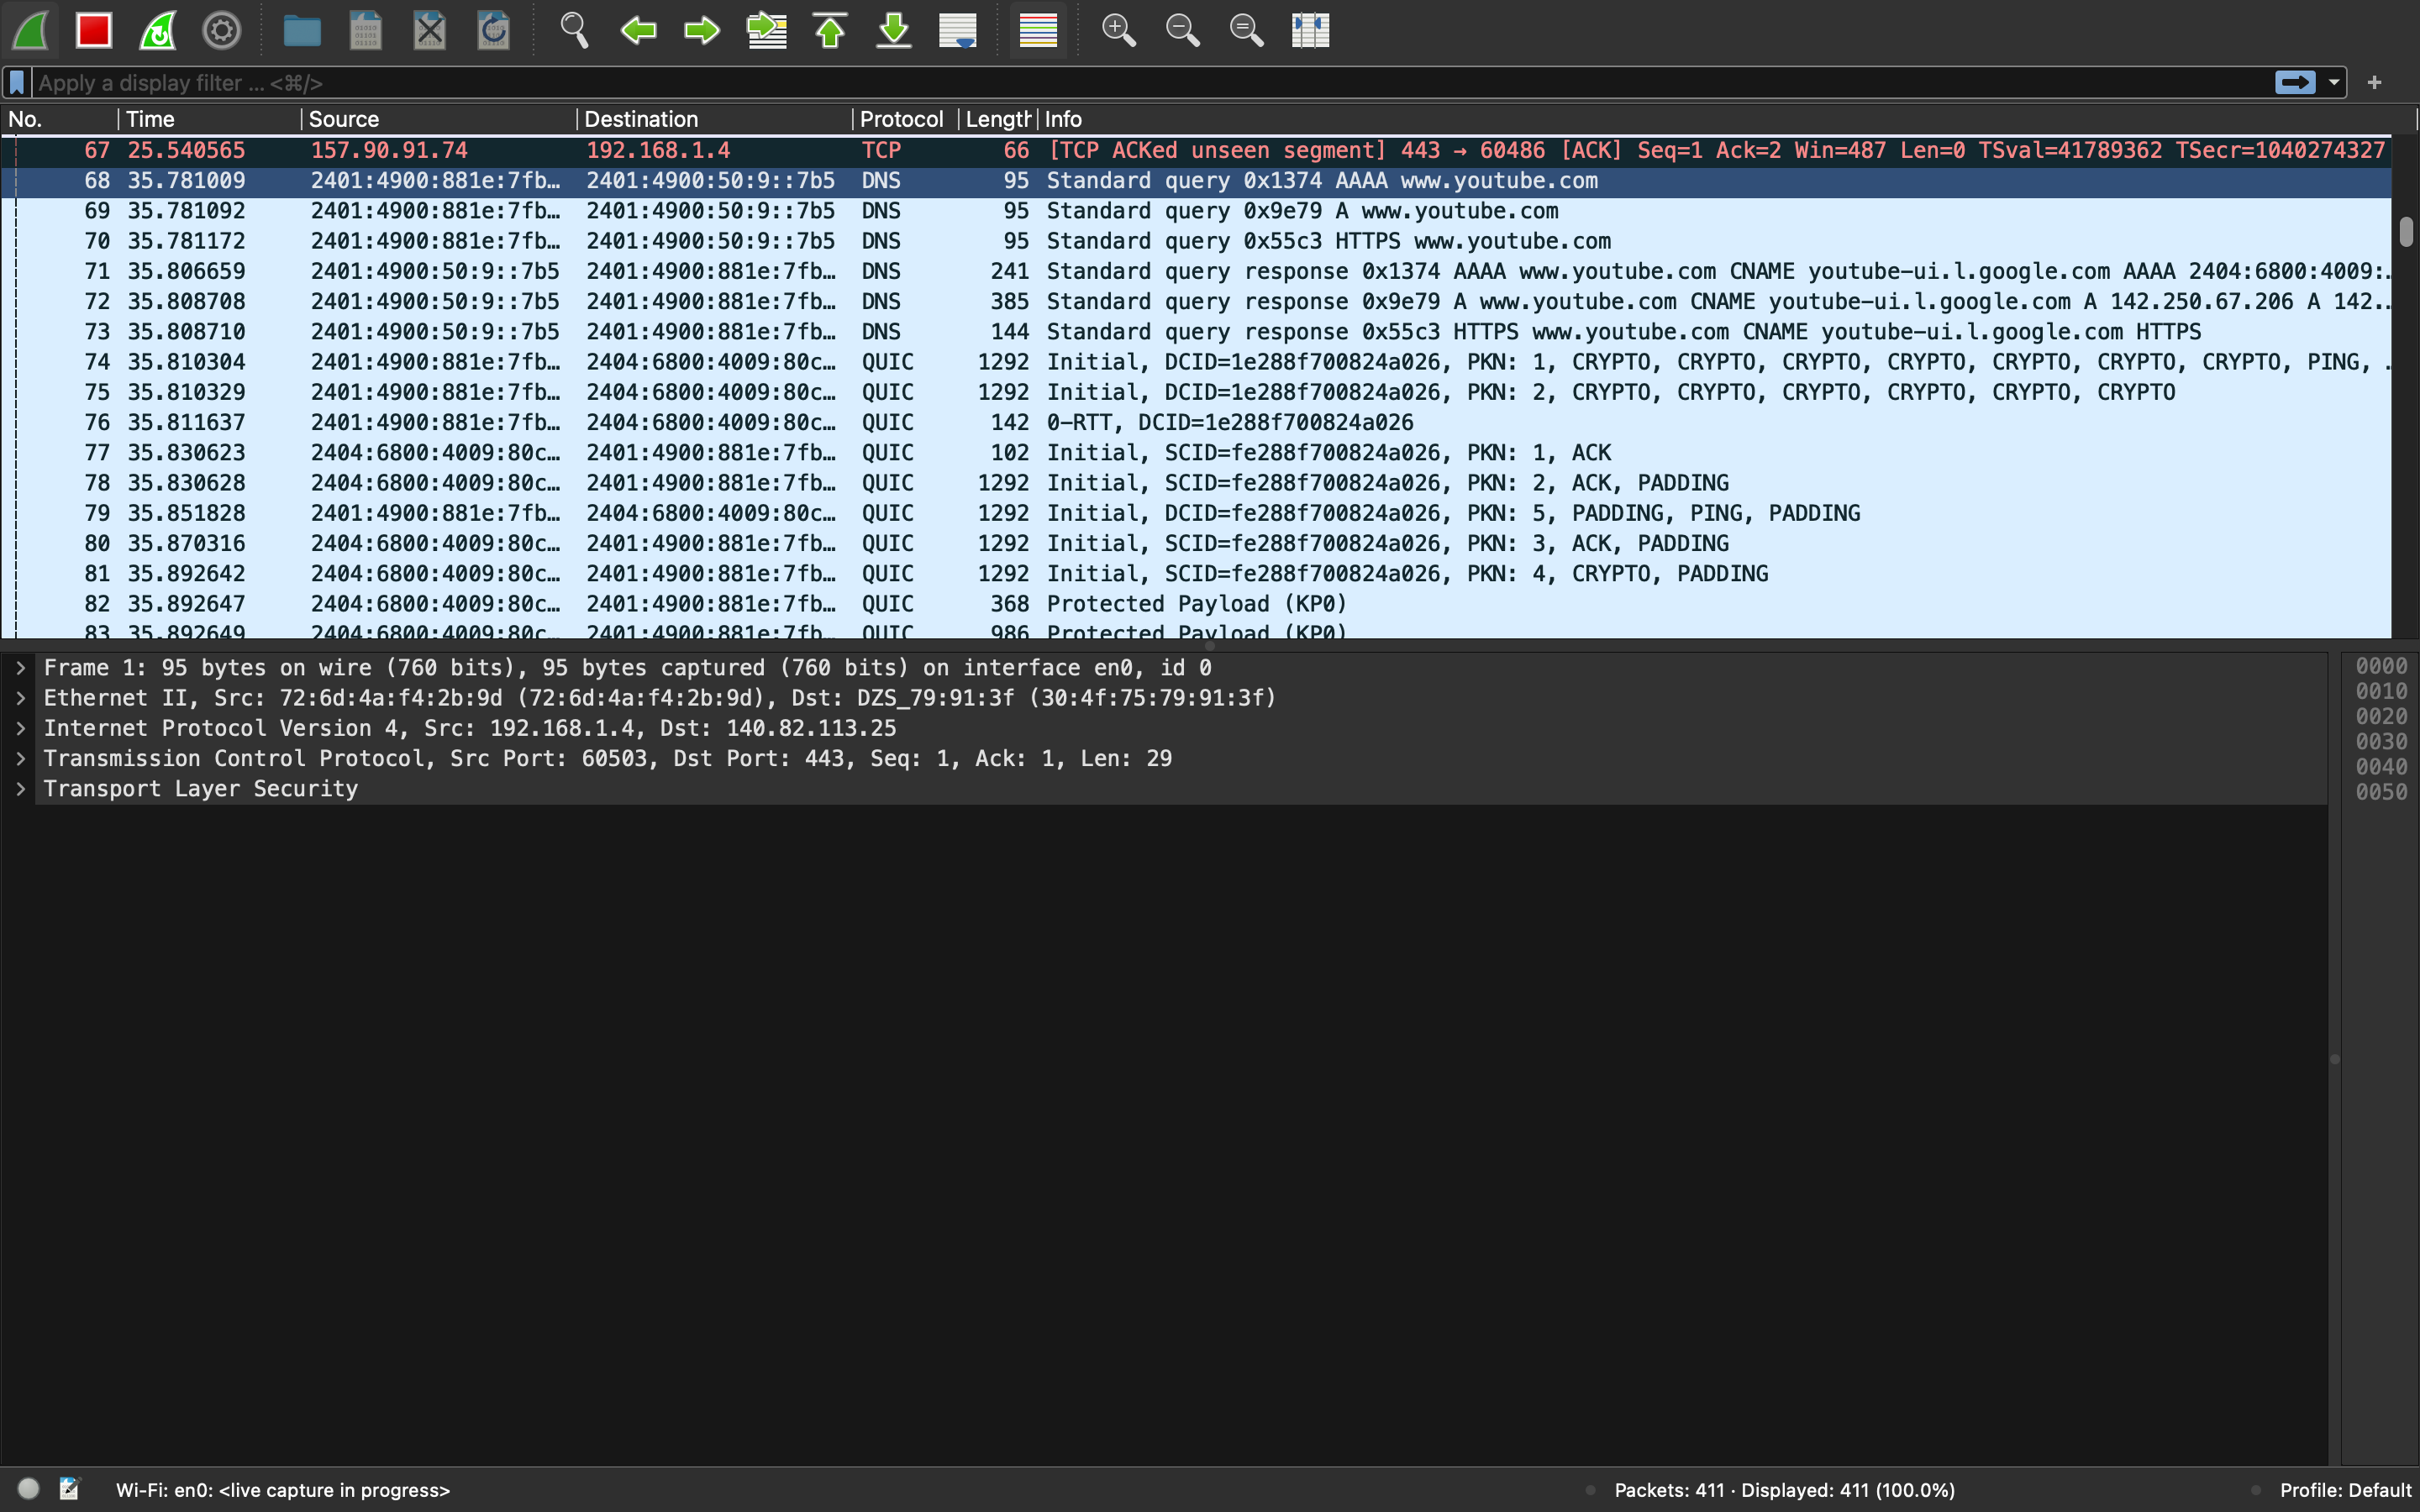 Apply a display filter ... <⌘/>
No. Time Source Destination Protocol Length Info
67 25.540565 157.90.91.74 192.168.1.4 TCP 66 [TCP ACKed unseen segment] 443 → 60486 [ACK] Seq=1 Ack=2 Win=487 Len=0 TSval=41789362 TSecr=1040274327
68 35.781009 2401:4900:881e:7fb… 2401:4900:50:9::7b5 DNS 95 Standard query 0x1374 AAAA www.youtube.com
69 35.781092 2401:4900:881e:7fb… 2401:4900:50:9::7b5 DNS 95 Standard query 0x9e79 A www.youtube.com
70 35.781172 2401:4900:881e:7fb… 2401:4900:50:9::7b5 DNS 95 Standard query 0x55c3 HTTPS www.youtube.com
71 35.806659 2401:4900:50:9::7b5 2401:4900:881e:7fb… DNS 241 Standard query response 0x1374 AAAA www.youtube.com CNAME youtube-ui.l.google.com AAAA 2404:6800:4009:…
72 35.808708 2401:4900:50:9::7b5 2401:4900:881e:7fb… DNS 385 Standard query response 0x9e79 A www.youtube.com CNAME youtube-ui.l.google.com A 142.250.67.206 A 142…
73 35.808710 2401:4900:50:9::7b5 2401:4900:881e:7fb… DNS 144 Standard query response 0x55c3 HTTPS www.youtube.com CNAME youtube-ui.l.google.com HTTPS
74 35.810304 2401:4900:881e:7fb… 2404:6800:4009:80c… QUIC 1292 Initial, DCID=1e288f700824a026, PKN: 1, CRYPTO, CRYPTO, CRYPTO, CRYPTO, CRYPTO, CRYPTO, CRYPTO, PING, …
75 35.810329 2401:4900:881e:7fb… 2404:6800:4009:80c… QUIC 1292 Initial, DCID=1e288f700824a026, PKN: 2, CRYPTO, CRYPTO, CRYPTO, CRYPTO, CRYPTO, CRYPTO
76 35.811637 2401:4900:881e:7fb… 2404:6800:4009:80c… QUIC 142 0-RTT, DCID=1e288f700824a026
77 35.830623 2404:6800:4009:80c… 2401:4900:881e:7fb… QUIC 102 Initial, SCID=fe288f700824a026, PKN: 1, ACK
78 35.830628 2404:6800:4009:80c… 2401:4900:881e:7fb… QUIC 1292 Initial, SCID=fe288f700824a026, PKN: 2, ACK, PADDING
79 35.851828 2401:4900:881e:7fb… 2404:6800:4009:80c… QUIC 1292 Initial, DCID=fe288f700824a026, PKN: 5, PADDING, PING, PADDING
80 35.870316 2404:6800:4009:80c… 2401:4900:881e:7fb… QUIC 1292 Initial, SCID=fe288f700824a026, PKN: 3, ACK, PADDING
81 35.892642 2404:6800:4009:80c… 2401:4900:881e:7fb… QUIC 1292 Initial, SCID=fe288f700824a026, PKN: 4, CRYPTO, PADDING
82 35.892647 2404:6800:4009:80c… 2401:4900:881e:7fb… QUIC 368 Protected Payload (KP0)
83 35.892649 2404:6800:4009:80c… 2401:4900:881e:7fb… QUIC 986 Protected Payload (KP0)
Frame 1: 95 bytes on wire (760 bits), 95 bytes captured (760 bits) on interface en0, id 0
Ethernet II, Src: 72:6d:4a:f4:2b:9d (72:6d:4a:f4:2b:9d), Dst: DZS_79:91:3f (30:4f:75:79:91:3f)
Internet Protocol Version 4, Src: 192.168.1.4, Dst: 140.82.113.25
Transmission Control Protocol, Src Port: 60503, Dst Port: 443, Seq: 1, Ack: 1, Len: 29
Transport Layer Security
0000
0010
0020
0030
0040
0050
Wi-Fi: en0: <live capture in progress> Packets: 411 · Displayed: 411 (100.0%) Profile: Default